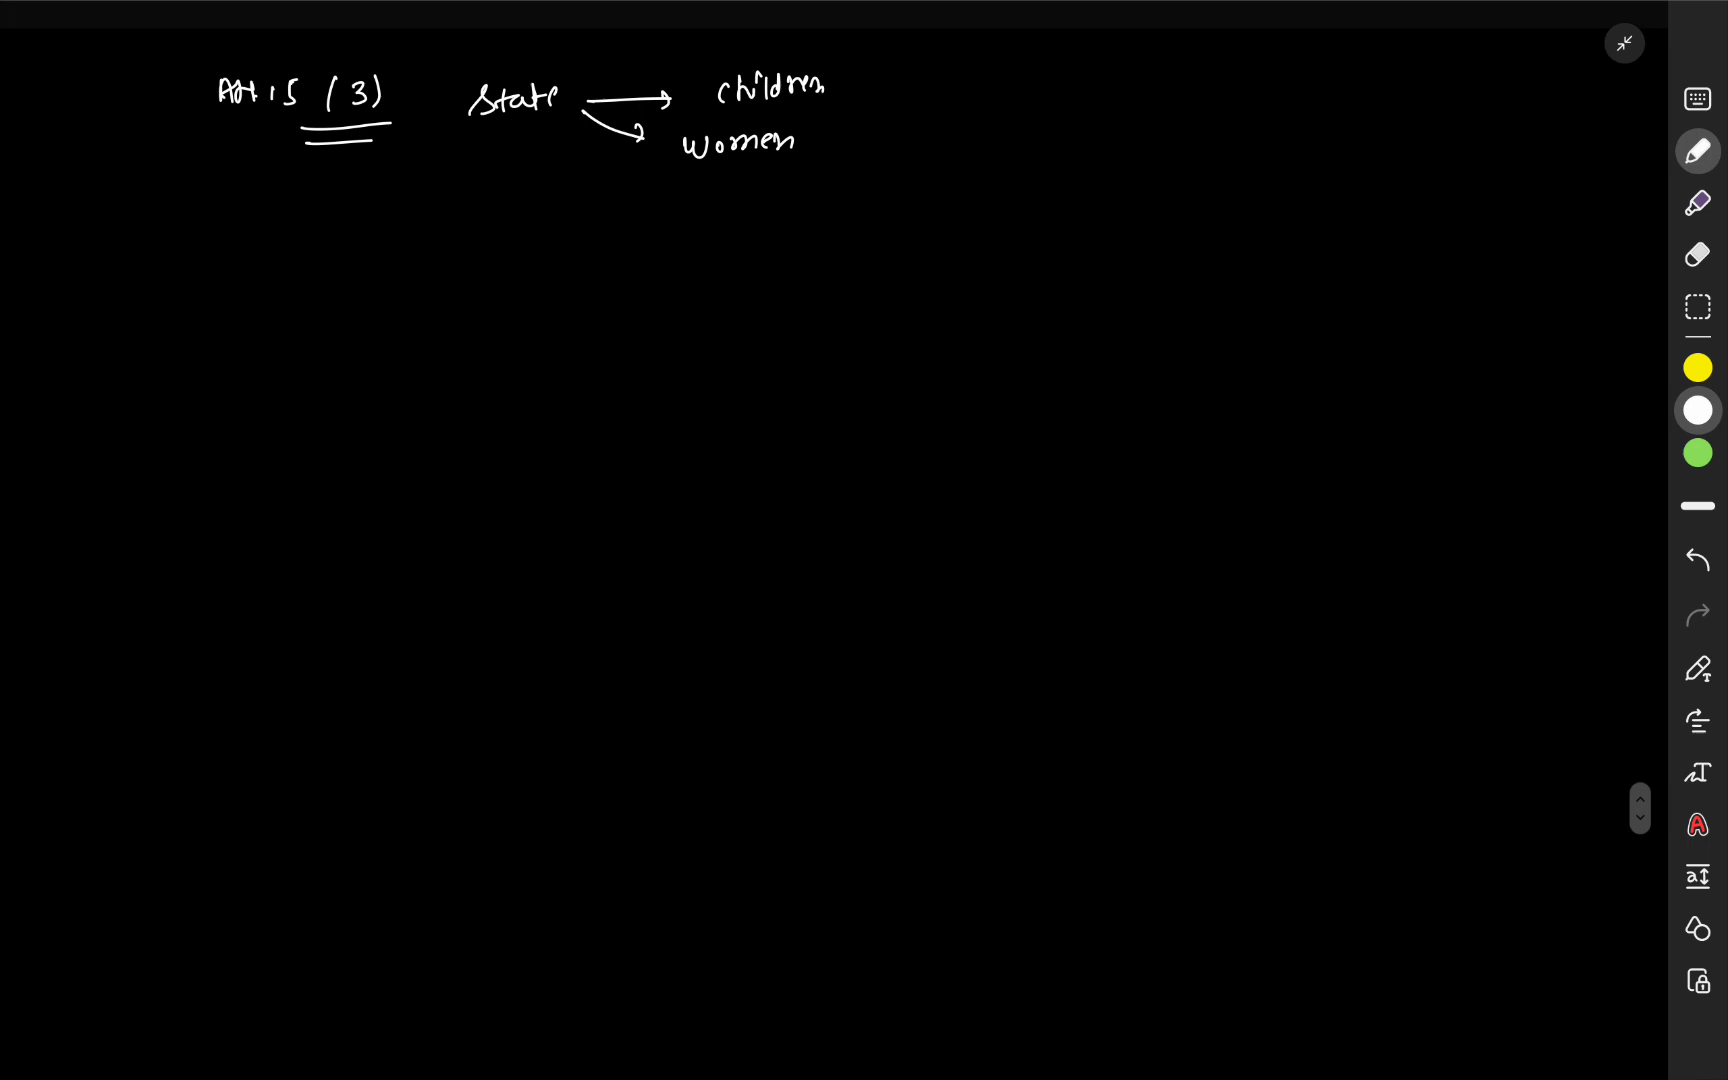 Art 15 (3) State → children
→ women